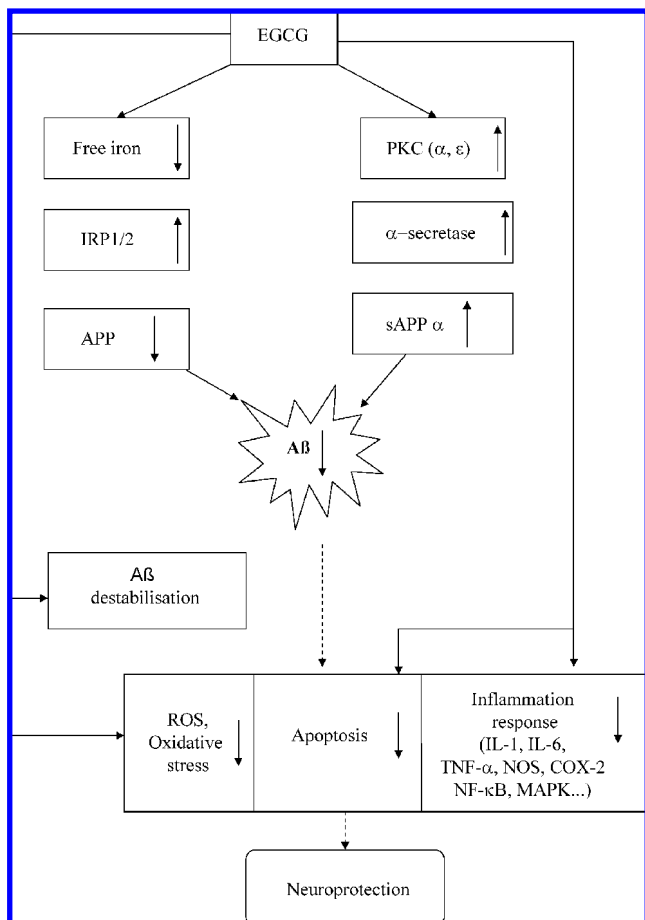 EGCG
Free iron
PKC (α, ε)
IRP1/2
α−secretase
APP
sAPP α
Aß
Aß
destabilisation
ROS,
Oxidative
stress
Apoptosis
Inflammation
response
(IL-1, IL-6,
TNF-α, NOS, COX-2
NF-κB, MAPK...)
Neuroprotection